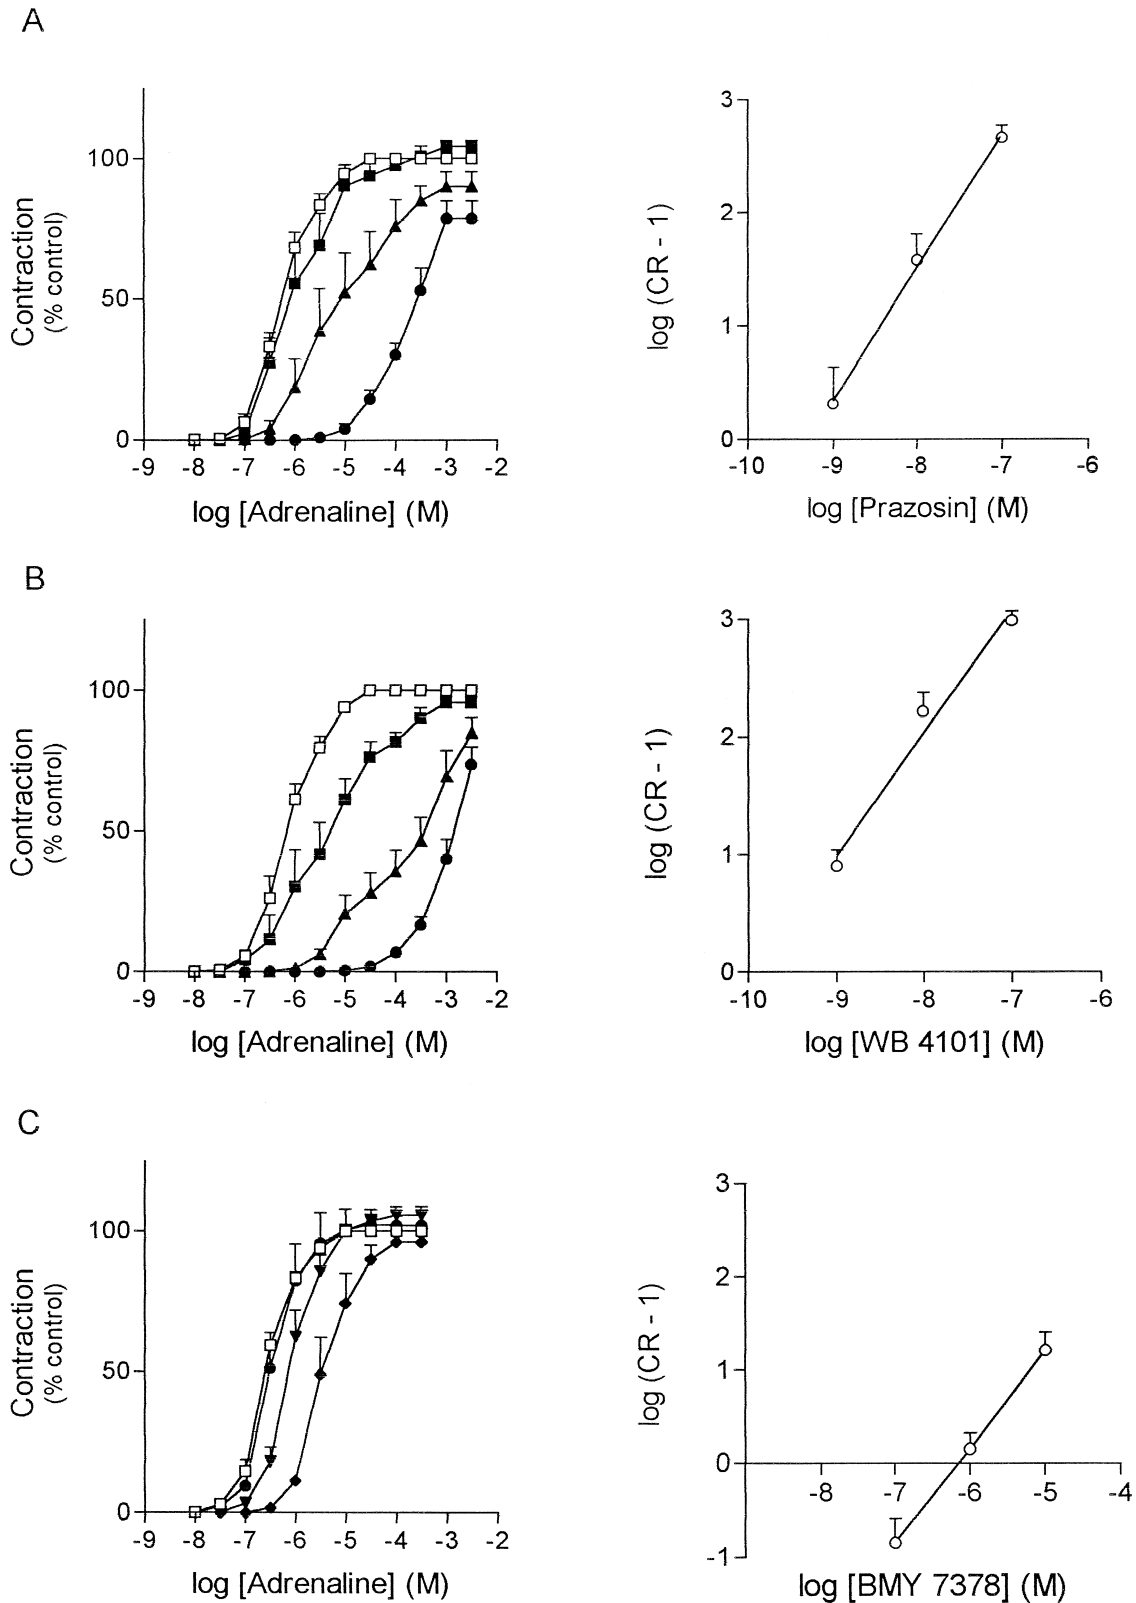 A
Contraction
(% control)
100
50
0
-9 -8 -7 -6 -5 -4 -3 -2
log [Adrenaline] (M)
log (CR - 1)
3
2
1
0
-10 -9 -8 -7 -6
log [Prazosin] (M)
B
Contraction
(% control)
100
50
0
-9 -8 -7 -6 -5 -4 -3 -2
log [Adrenaline] (M)
log (CR - 1)
3
2
1
0
-10 -9 -8 -7 -6
log [WB 4101] (M)
C
Contraction
(% control)
100
50
0
-9 -8 -7 -6 -5 -4 -3 -2
log [Adrenaline] (M)
log (CR - 1)
3
2
1
0
-1
-8 -7 -6 -5 -4
log [BMY 7378] (M)